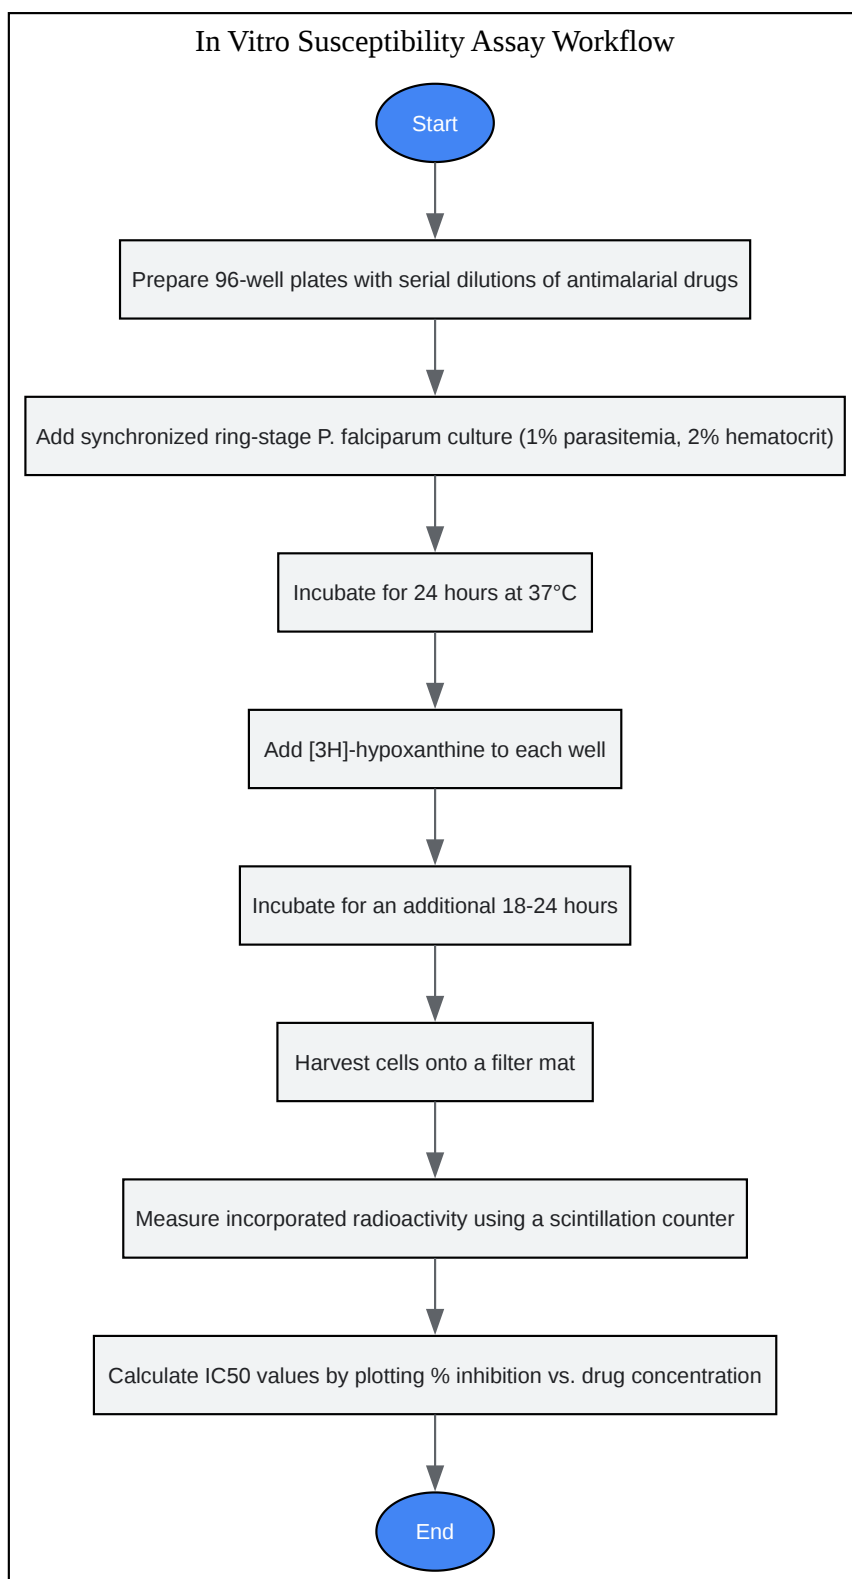 In Vitro Susceptibility Assay Workflow
Start
Prepare 96-well plates with serial dilutions of antimalarial drugs
Add synchronized ring-stage P. falciparum culture (1% parasitemia, 2% hematocrit)
Incubate for 24 hours at 37°C
Add [3H]-hypoxanthine to each well
Incubate for an additional 18-24 hours
Harvest cells onto a filter mat
Measure incorporated radioactivity using a scintillation counter
Calculate IC50 values by plotting % inhibition vs. drug concentration
End